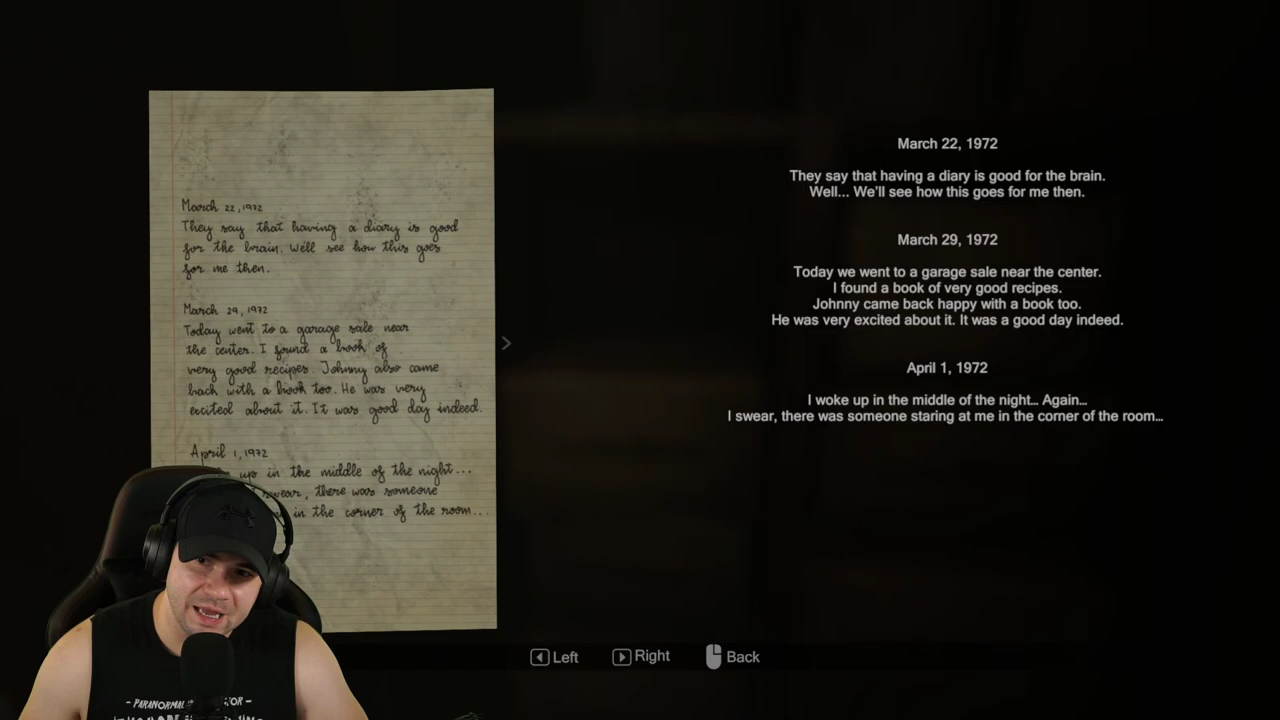 March 22, 1972
They say that having a diary is good
for the brain. We'll see how this goes
for me then.
March 29, 1972
Today went to a garage sale near
the center. I found a book of
very good recipes. Johnny also came
back with a book too. He was very
excited about it. It was good day indeed.
April 1, 1972
up in the middle of the night...
swear, there was someone
in the corner of the room...
March 22, 1972
They say that having a diary is good for the brain.
Well... We'll see how this goes for me then.
March 29, 1972
Today we went to a garage sale near the center.
I found a book of very good recipes.
Johnny came back happy with a book too.
He was very excited about it. It was a good day indeed.
April 1, 1972
I woke up in the middle of the night... Again...
I swear, there was someone staring at me in the corner of the room...
Left
Right
Back
- PARANORMAL